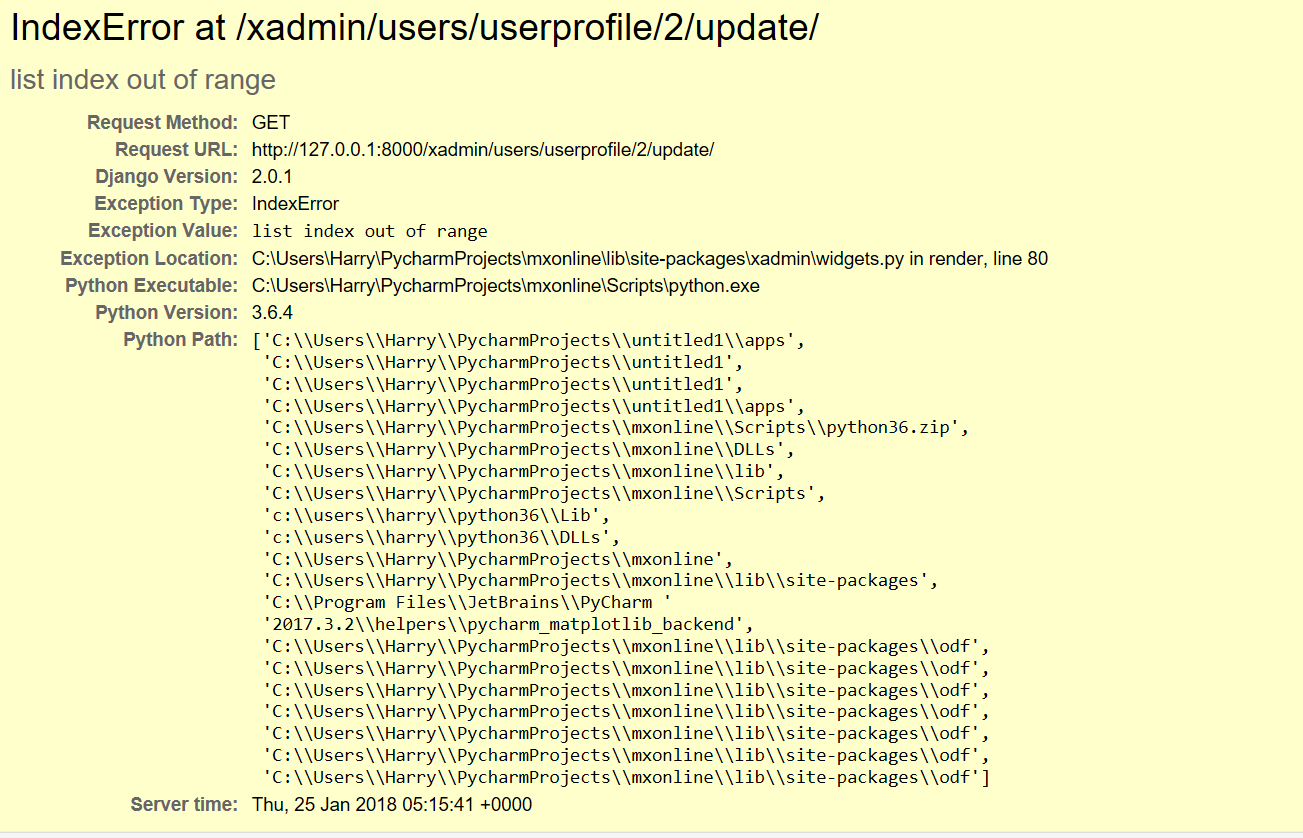 IndexError at /xadmin/users/userprofile/2/update/
list index out of range
Request Method: GET
Request URL: http://127.0.0.1:8000/xadmin/users/userprofile/2/update/
Django Version: 2.0.1
Exception Type: IndexError
Exception Value: list index out of range
Exception Location: C:\Users\Harry\PycharmProjects\mxonline\lib\site-packages\xadmin\widgets.py in render, line 80
Python Executable: C:\Users\Harry\PycharmProjects\mxonline\Scripts\python.exe
Python Version: 3.6.4
Python Path: ['C:\\Users\\Harry\\PycharmProjects\\untitled1\\apps',
'C:\\Users\\Harry\\PycharmProjects\\untitled1',
'C:\\Users\\Harry\\PycharmProjects\\untitled1',
'C:\\Users\\Harry\\PycharmProjects\\untitled1\\apps',
'C:\\Users\\Harry\\PycharmProjects\\mxonline\\Scripts\\python36.zip',
'C:\\Users\\Harry\\PycharmProjects\\mxonline\\DLLs',
'C:\\Users\\Harry\\PycharmProjects\\mxonline\\lib',
'C:\\Users\\Harry\\PycharmProjects\\mxonline\\Scripts',
'c:\\users\\harry\\python36\\Lib',
'c:\\users\\harry\\python36\\DLLs',
'C:\\Users\\Harry\\PycharmProjects\\mxonline',
'C:\\Users\\Harry\\PycharmProjects\\mxonline\\lib\\site-packages',
'C:\\Program Files\\JetBrains\\PyCharm '
'2017.3.2\\helpers\\pycharm_matplotlib_backend',
'C:\\Users\\Harry\\PycharmProjects\\mxonline\\lib\\site-packages\\odf',
'C:\\Users\\Harry\\PycharmProjects\\mxonline\\lib\\site-packages\\odf',
'C:\\Users\\Harry\\PycharmProjects\\mxonline\\lib\\site-packages\\odf',
'C:\\Users\\Harry\\PycharmProjects\\mxonline\\lib\\site-packages\\odf',
'C:\\Users\\Harry\\PycharmProjects\\mxonline\\lib\\site-packages\\odf',
'C:\\Users\\Harry\\PycharmProjects\\mxonline\\lib\\site-packages\\odf',
'C:\\Users\\Harry\\PycharmProjects\\mxonline\\lib\\site-packages\\odf']
Server time: Thu, 25 Jan 2018 05:15:41 +0000